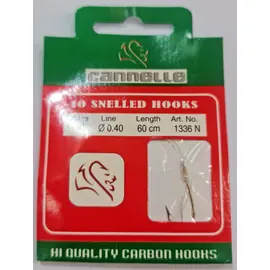 cannelle
10 SNELLED HOOKS
Line
Length
Art. No.
Ø 0.40
60 cm
1336 N
HI QUALITY CARBON HOOKS